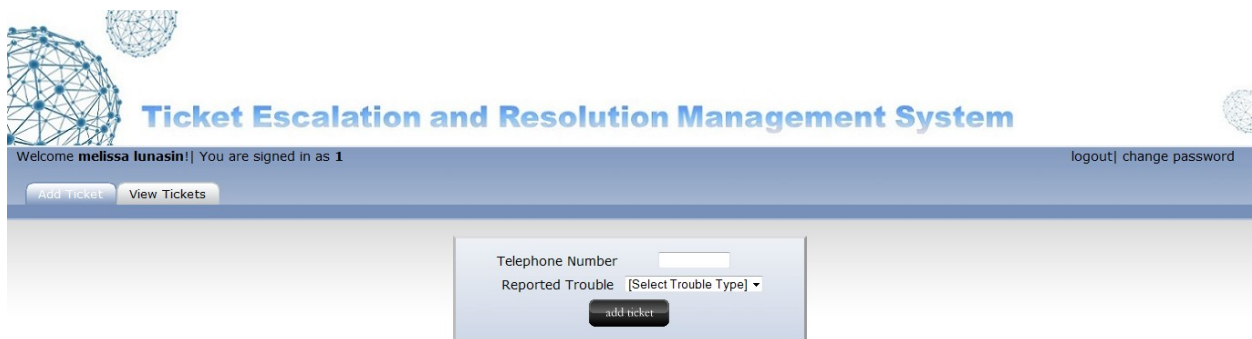 Ticket Escalation and Resolution Management System
Welcome melissa lunasin!| You are signed in as 1
logout| change password
Add Ticket
View Tickets
Telephone Number
Reported Trouble [Select Trouble Type]
add ticket